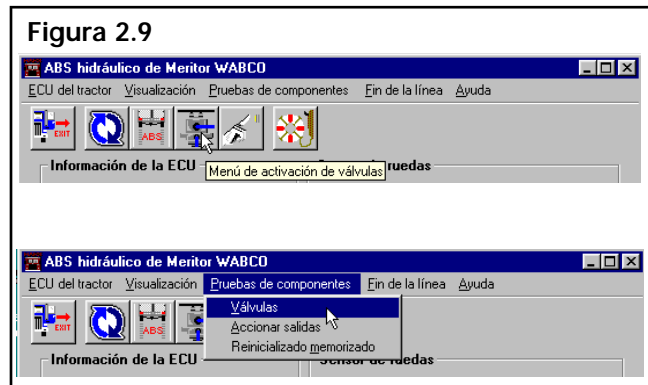 Figura 2.9
ABS hidráulico de Meritor WABCO
ECU del tractor Visualización Pruebas de componentes Fin de la línea Ayuda
EXIT ABS
Información de la ECU ruedas
Menú de activación de válvulas
ABS hidráulico de Meritor WABCO
ECU del tractor Visualización Pruebas de componentes Fin de la línea Ayuda
EXIT ABS
Válvulas
Accionar salidas
Reinicializado memorizado
Información de la ECU Sensor de ruedas